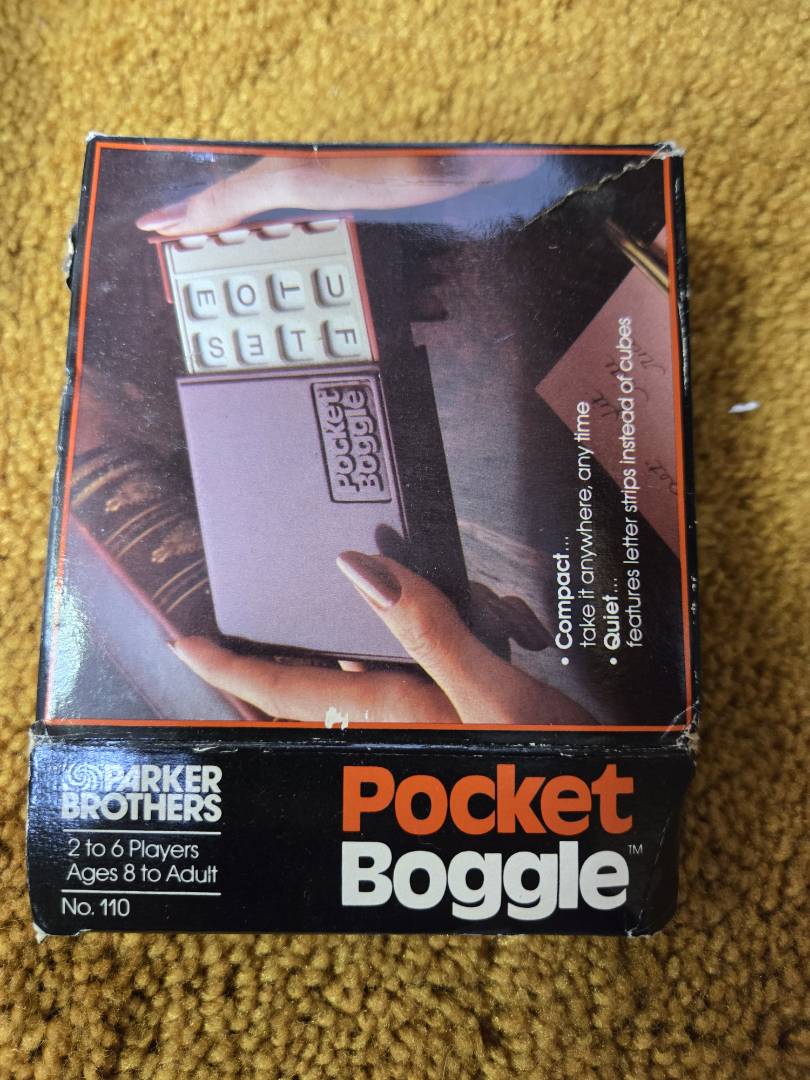 E O T U
S E T F
Pocket
Boggle
• Compact...
take it anywhere, any time
• Quiet...
features letter strips instead of cubes
PARKER
BROTHERS
2 to 6 Players
Ages 8 to Adult
No. 110
Pocket
Boggle™